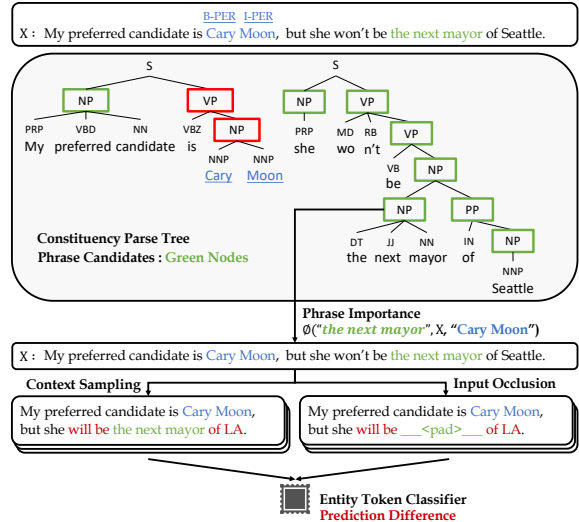 B-PER I-PER
X : My preferred candidate is Cary Moon, but she won't be the next mayor of Seattle.
S S
NP VP NP VP
PRP VBD NN VBZ NP PRP MD RB VP
My preferred candidate is she wo n't
NNP NNP VB NP
Cary Moon be
NP PP
Constituency Parse Tree DT JJ NN IN NP
Phrase Candidates : Green Nodes the next mayor of
NNP
Seattle
Phrase Importance
Ø("the next mayor", X, “Cary Moon”)
X : My preferred candidate is Cary Moon, but she won't be the next mayor of Seattle.
Context Sampling Input Occlusion
My preferred candidate is Cary Moon, My preferred candidate is Cary Moon,
but she will be the next mayor of LA. but she will be ___<pad>___ of LA.
Entity Token Classifier
Prediction Difference